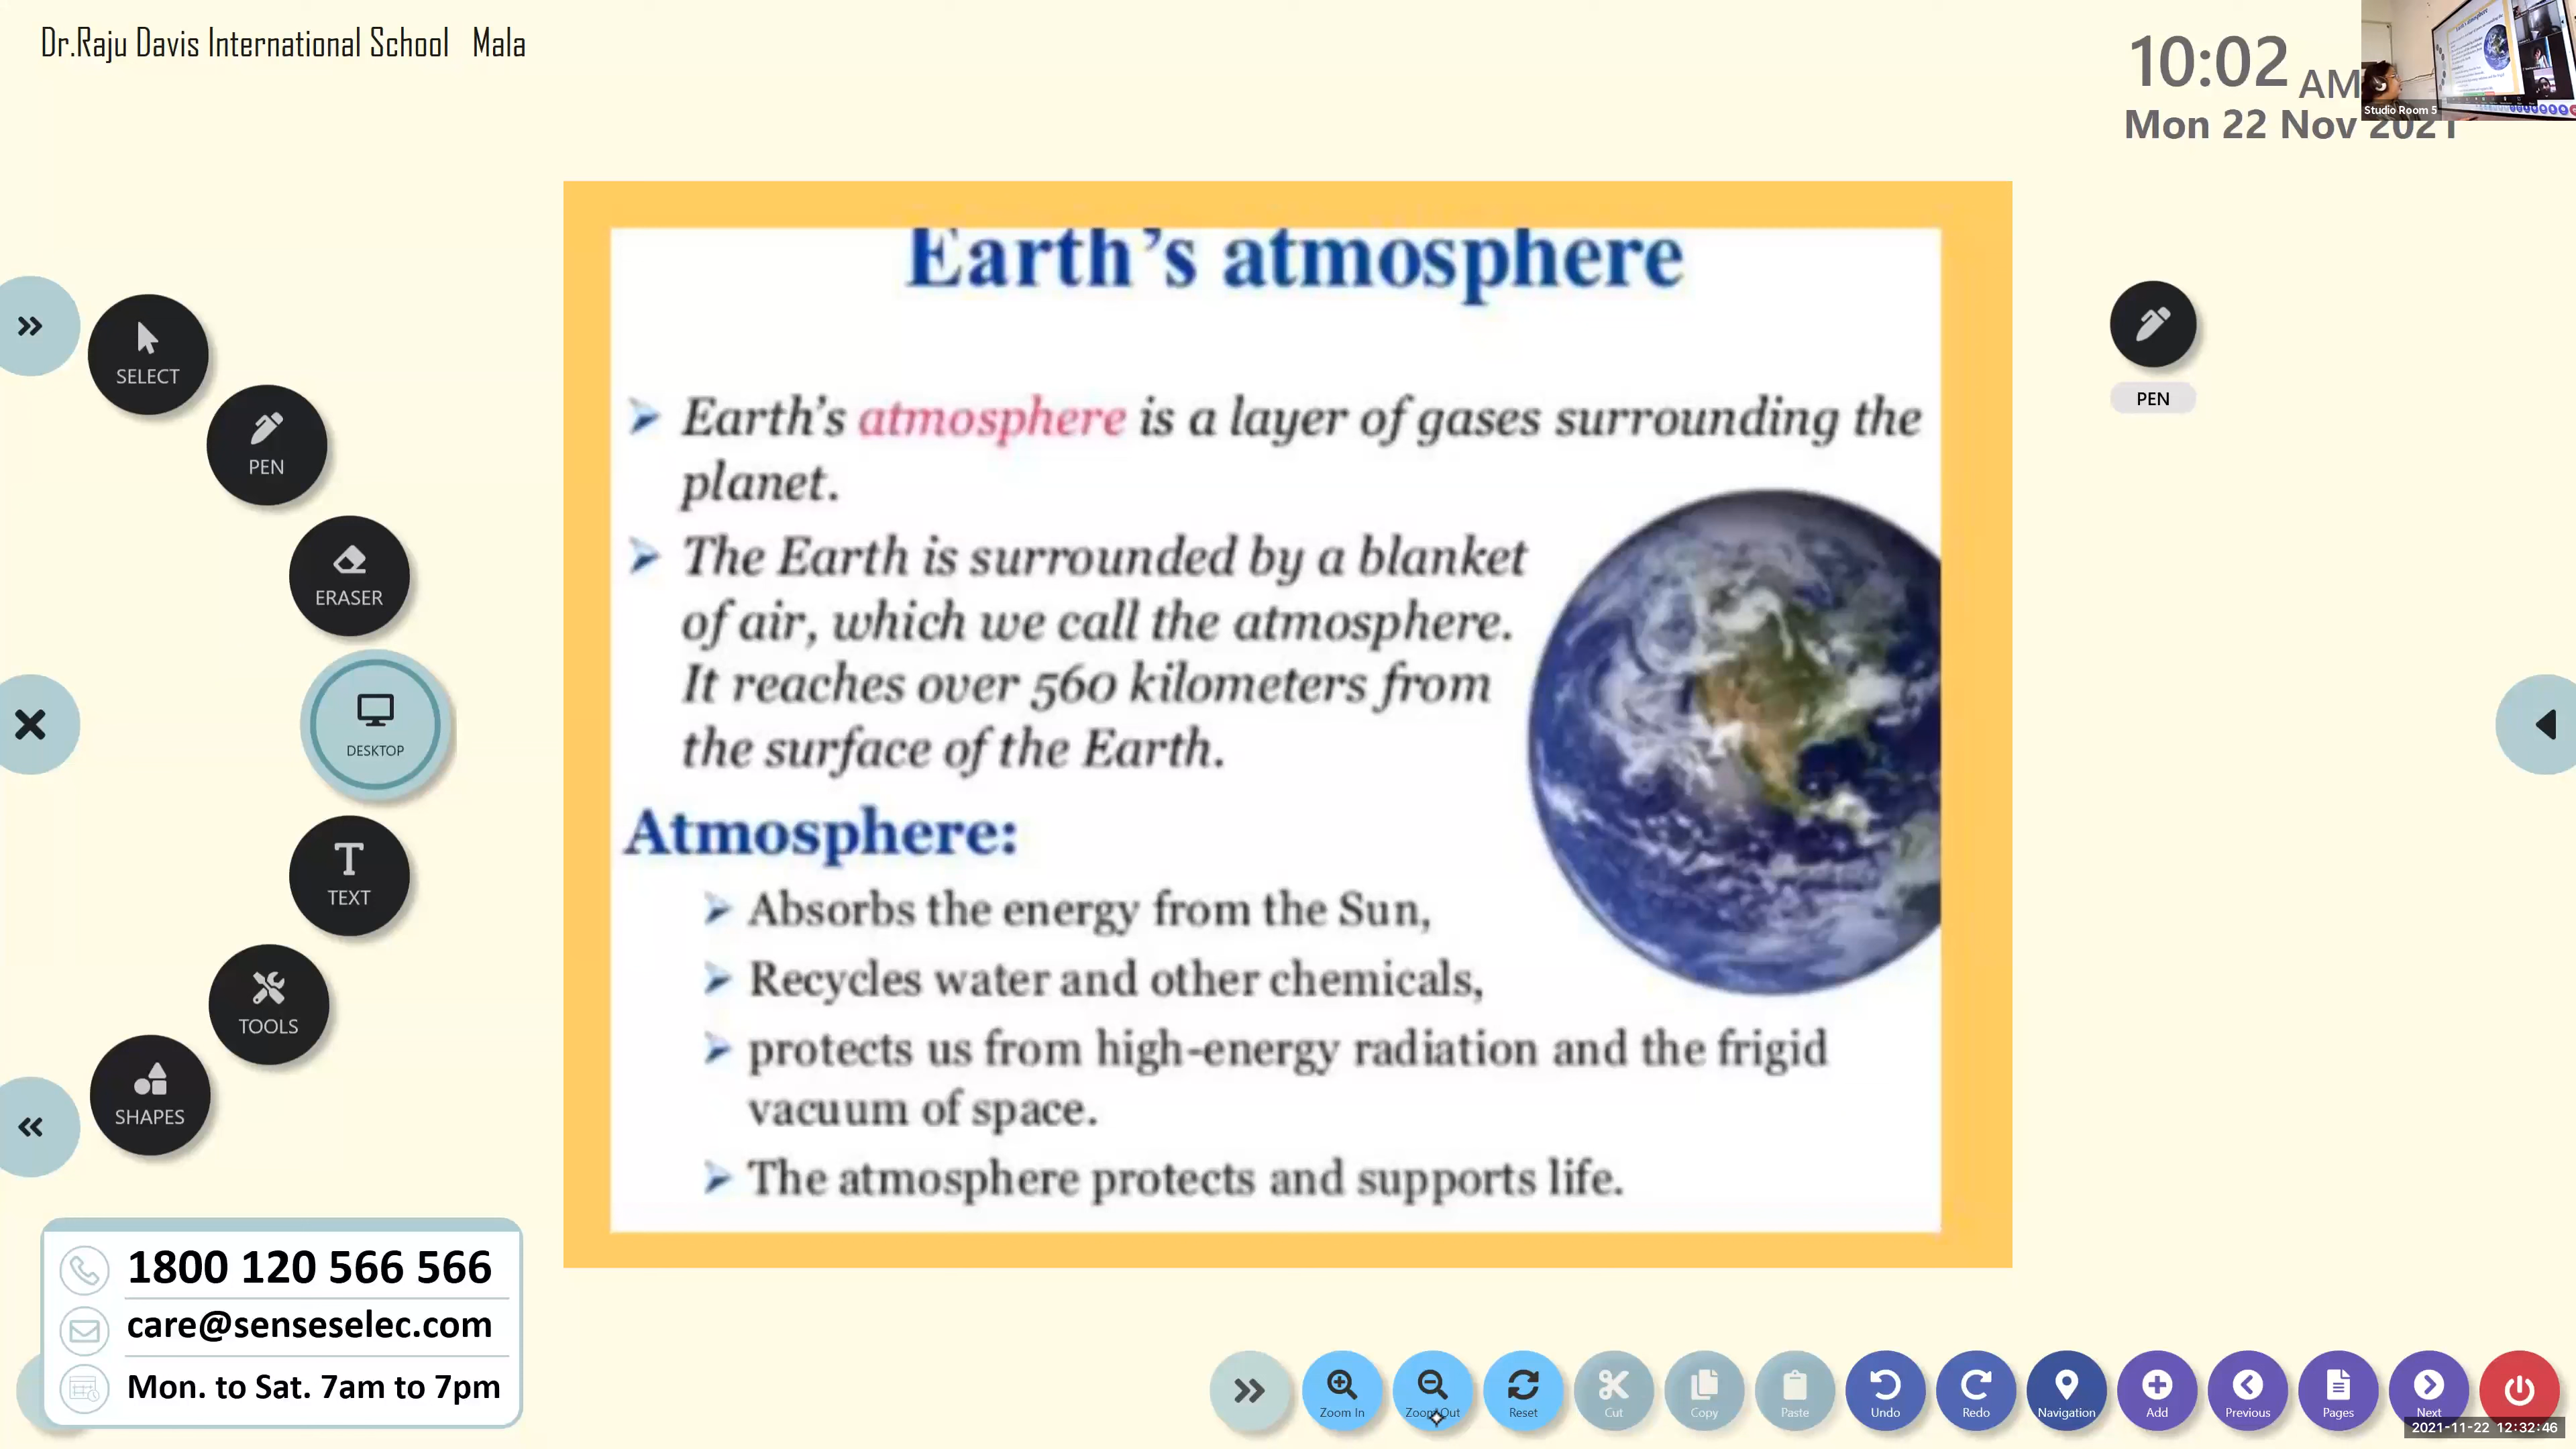 Dr.Raju Davis International School Mala
10:02 AM
Mon 22 Nov 2021
Studio Room 5
Earth's atmosphere
Earth's atmosphere is a layer of gases surrounding the
planet.
The Earth is surrounded by a blanket
of air, which we call the atmosphere.
It reaches over 560 kilometers from
the surface of the Earth.
Atmosphere:
Absorbs the energy from the Sun,
Recycles water and other chemicals,
protects us from high-energy radiation and the frigid
vacuum of space.
The atmosphere protects and supports life.
SELECT
PEN
ERASER
DESKTOP
TEXT
TOOLS
SHAPES
PEN
1800 120 566 566
care@senseselec.com
Mon. to Sat. 7am to 7pm
Zoom In
Zoom Out
Reset
Cut
Copy
Paste
Undo
Redo
Navigation
Add
Previous
Pages
Next
2021-11-22 12:32:46